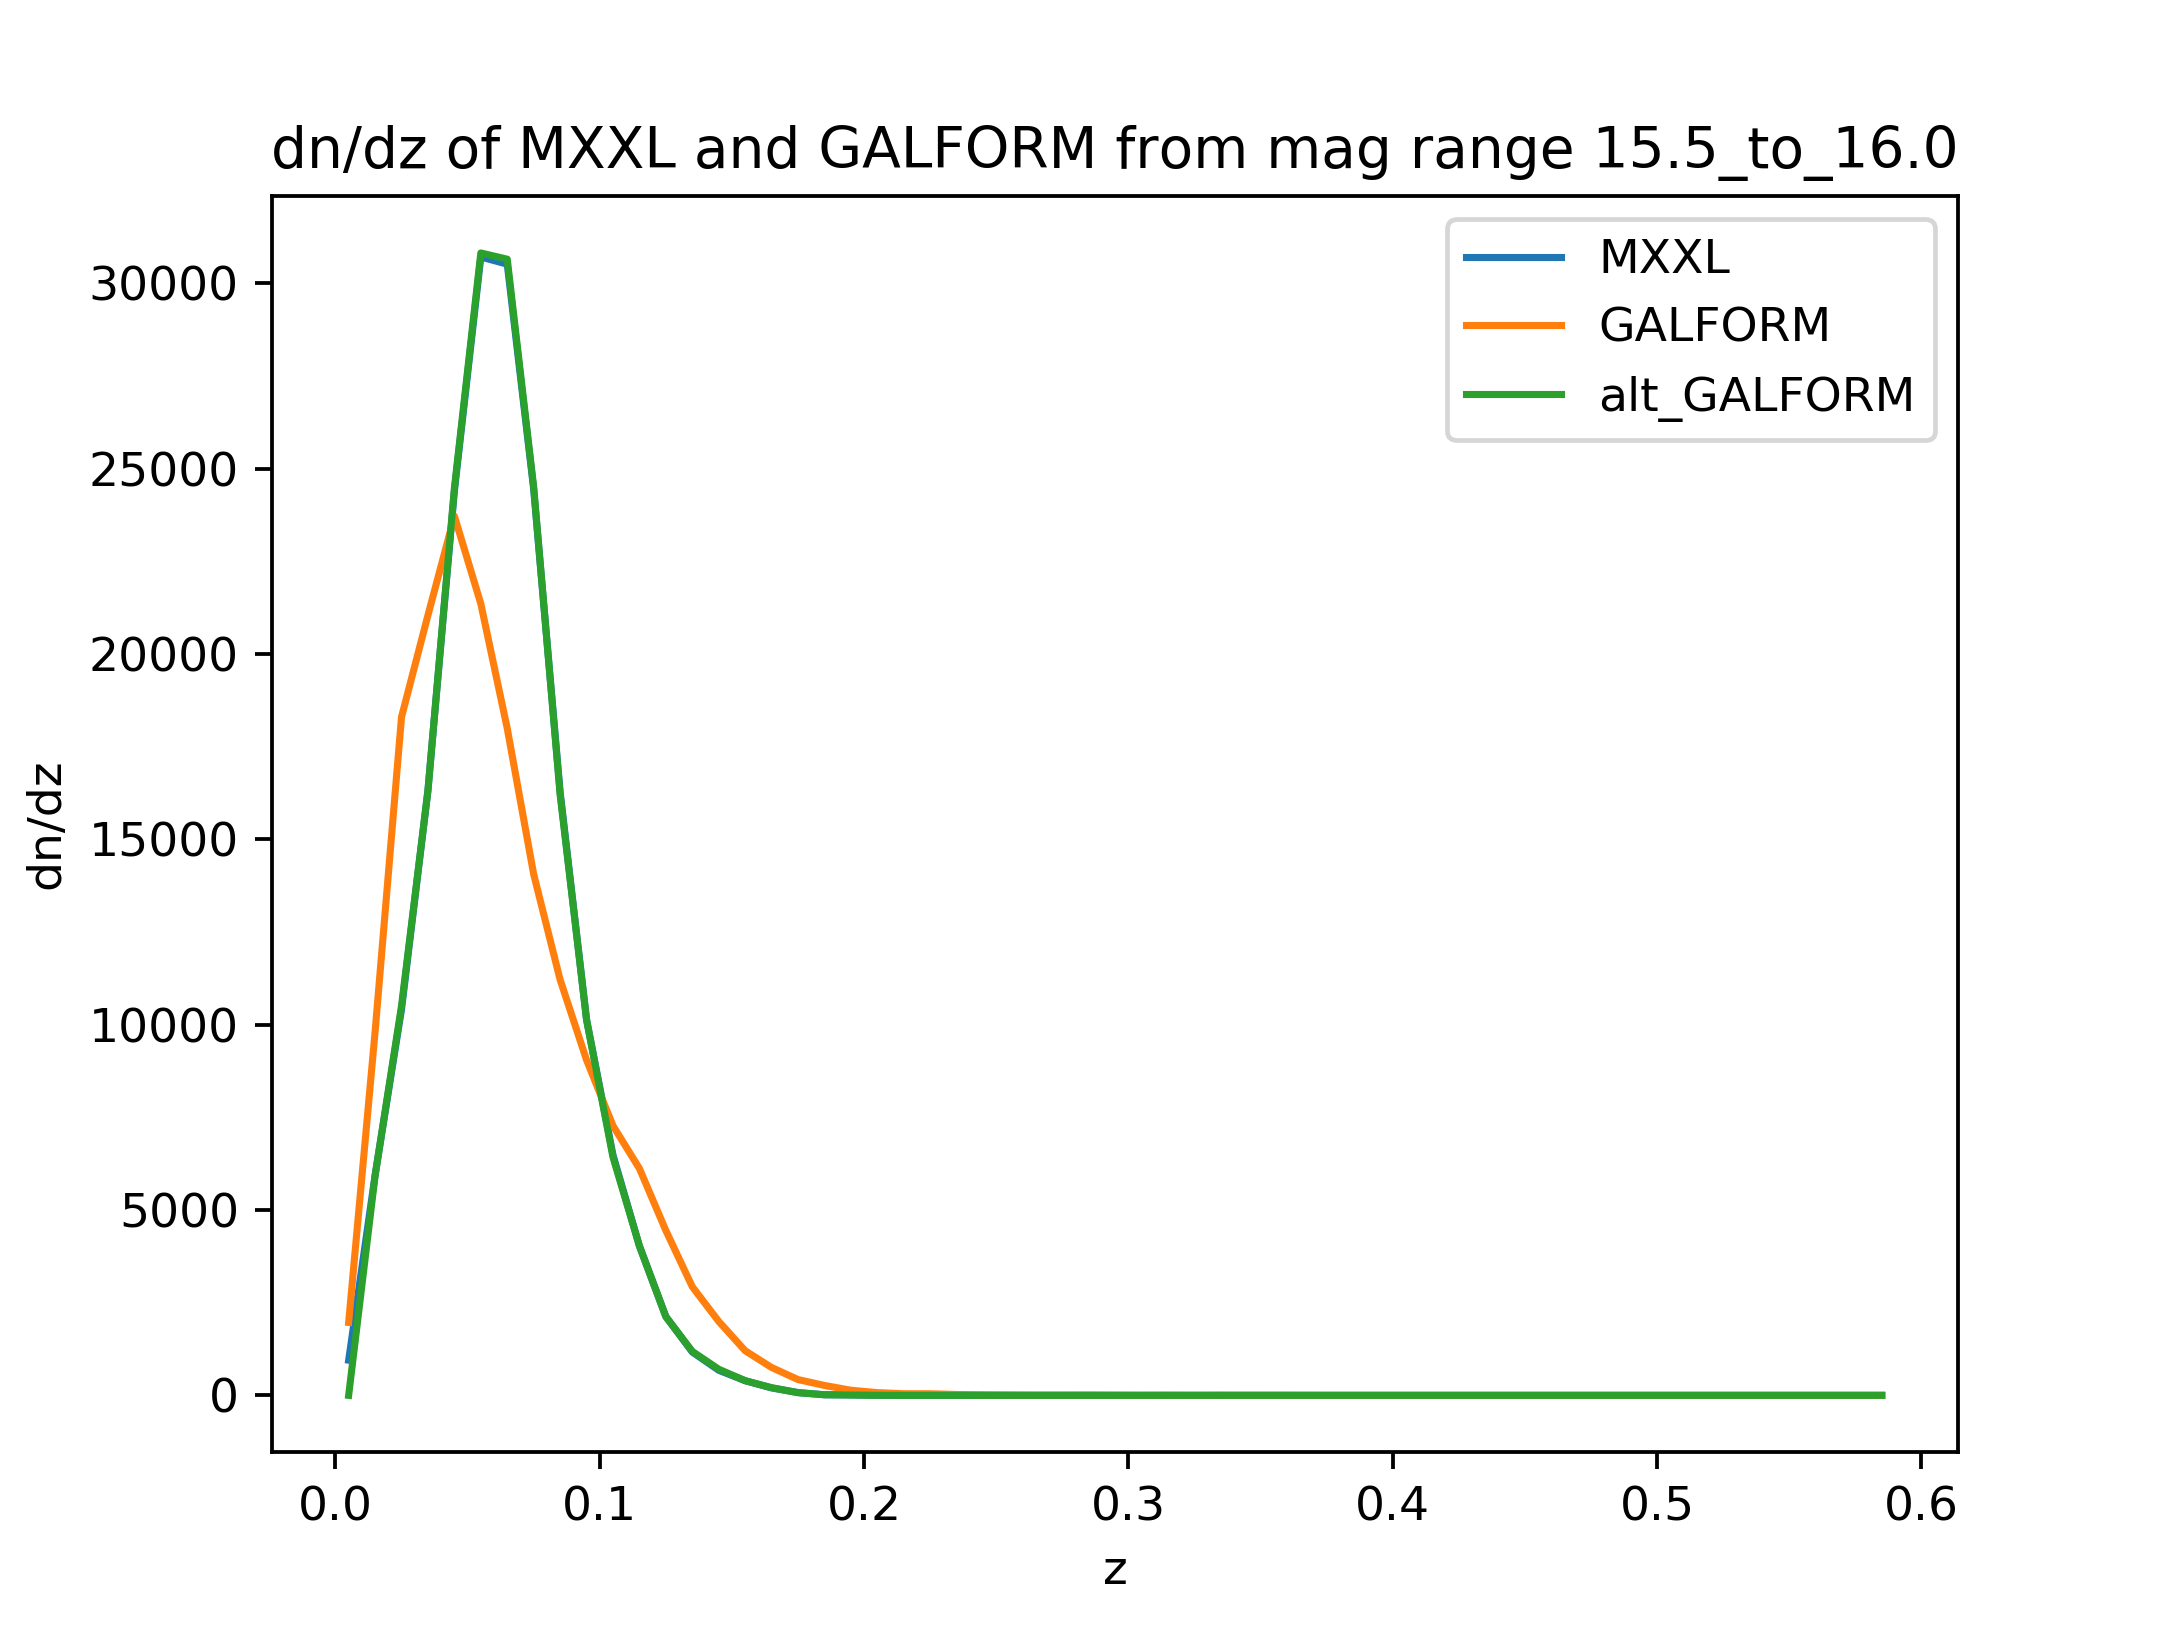 dn/dz of MXXL and GALFORM from mag range 15.5_to_16.0
MXXL
GALFORM
alt_GALFORM
30000
25000
20000
15000
10000
5000
0
dn/dz
0.0 0.1 0.2 0.3 0.4 0.5 0.6
z